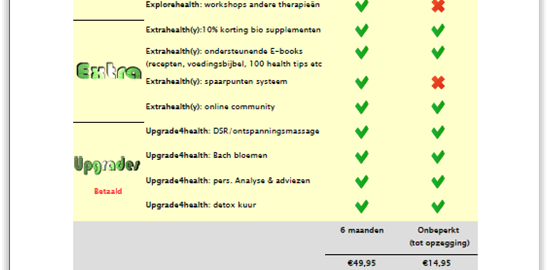 Explorehealth: workshops andere therapieën
Extrahealth(y):10% korting bio supplementen
Extrahealth(y): ondersteunende E-books
(recepten, voedingsbijbel, 100 health tips etc
Extra
Extrahealth(y): spaarpunten systeem
Extrahealth(y): online community
Upgrade4health: DSR/ontspanningsmassage
Upgrade4health: Bach bloemen
Upgrades
Betaald
Upgrade4health: pers. Analyse & adviezen
Upgrade4health: detox kuur
6 maanden Onbeperkt
(tot opzegging)
€49,95 €14,95